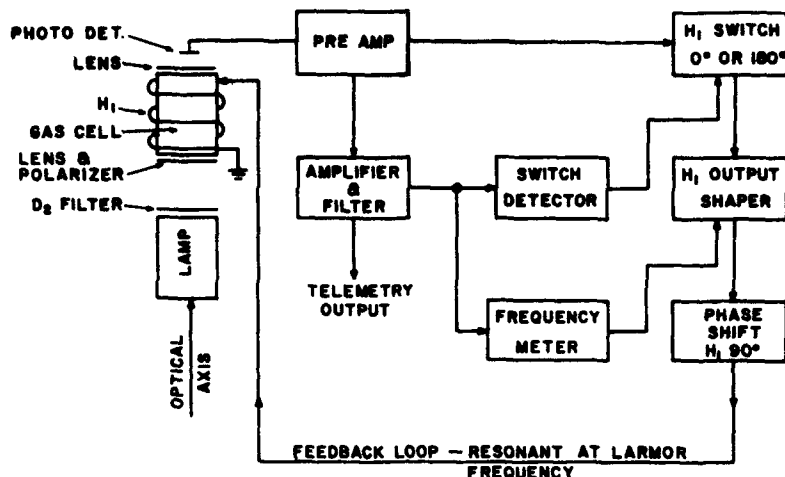 PHOTO DET.
LENS
H₁
GAS CELL
LENS &
POLARIZER
D₂ FILTER
LAMP
OPTICAL
AXIS
PRE AMP
H₁ SWITCH
0° OR 180°
AMPLIFIER
&
FILTER
SWITCH
DETECTOR
H₁ OUTPUT
SHAPER
TELEMETRY
OUTPUT
FREQUENCY
METER
PHASE
SHIFT
H₁ 90°
FEEDBACK LOOP — RESONANT AT LARMOR
FREQUENCY